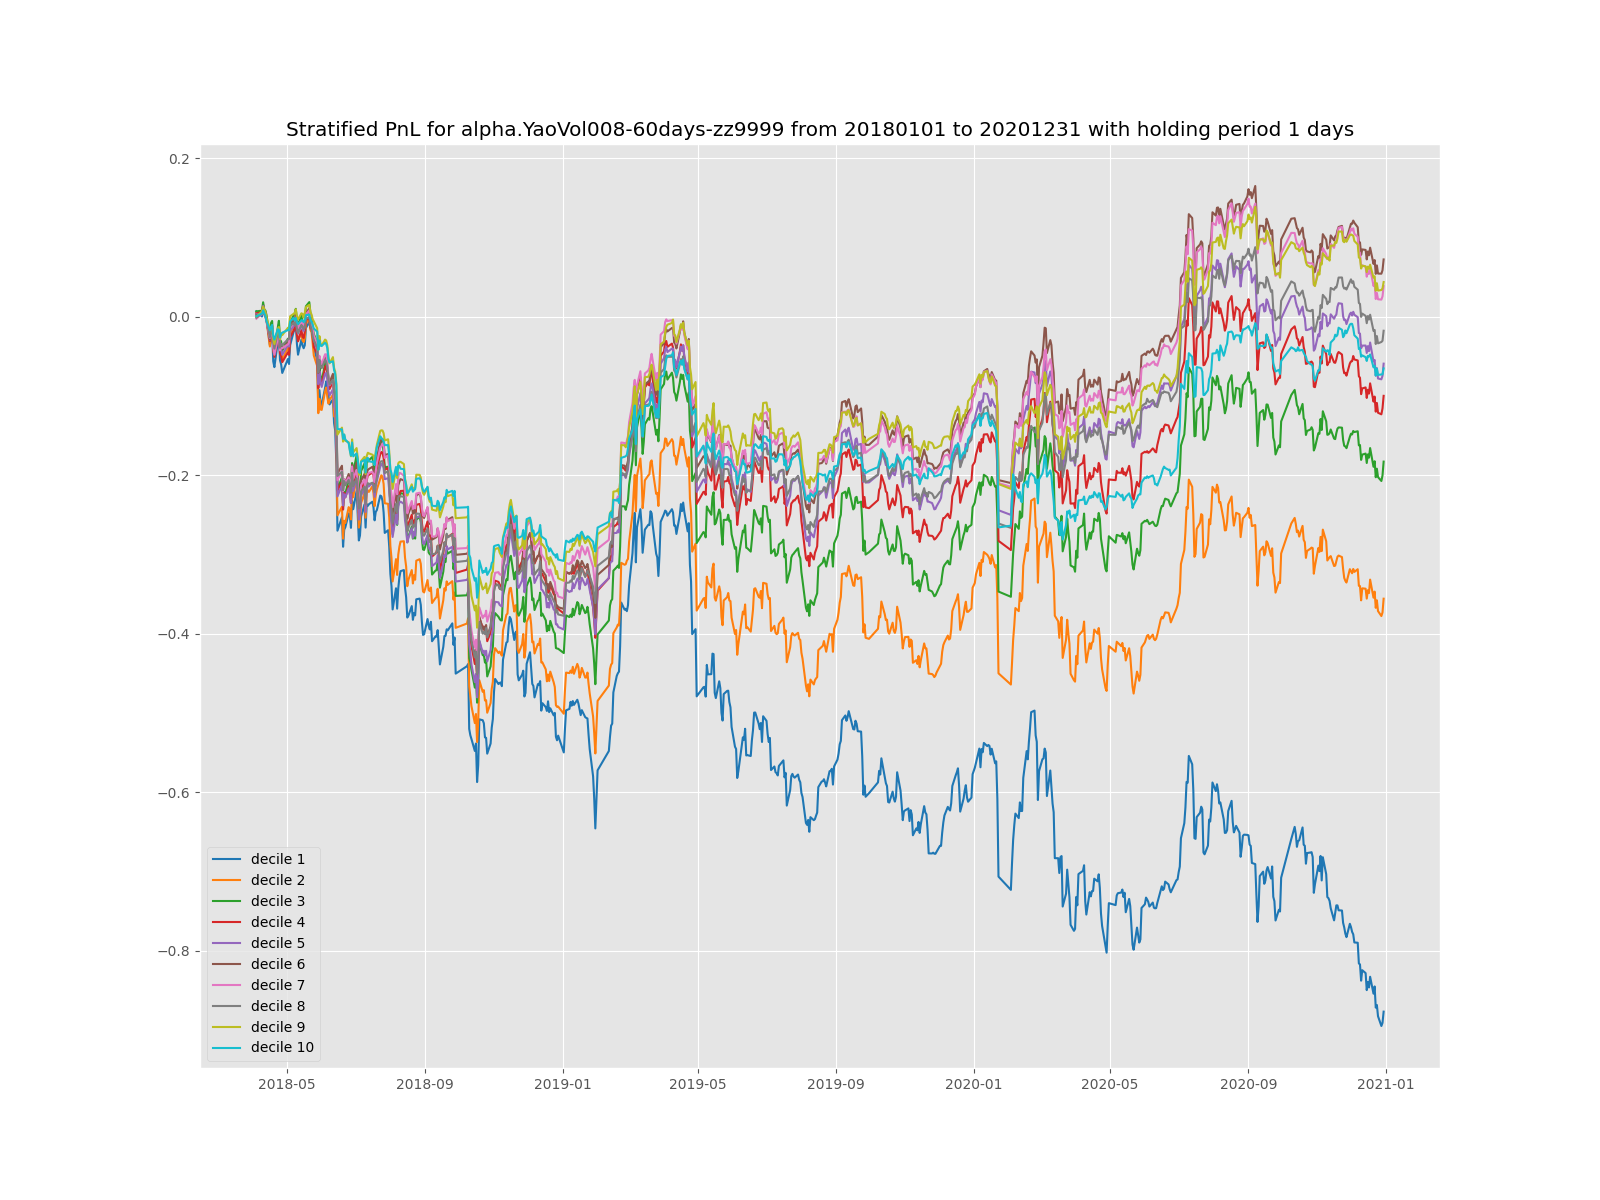 Stratified PnL for alpha.YaoVol008-60days-zz9999 from 20180101 to 20201231 with holding period 1 days
0.2
0.0
−0.2
−0.4
−0.6
−0.8
decile 1
decile 2
decile 3
decile 4
decile 5
decile 6
decile 7
decile 8
decile 9
decile 10
2018-05 2018-09 2019-01 2019-05 2019-09 2020-01 2020-05 2020-09 2021-01